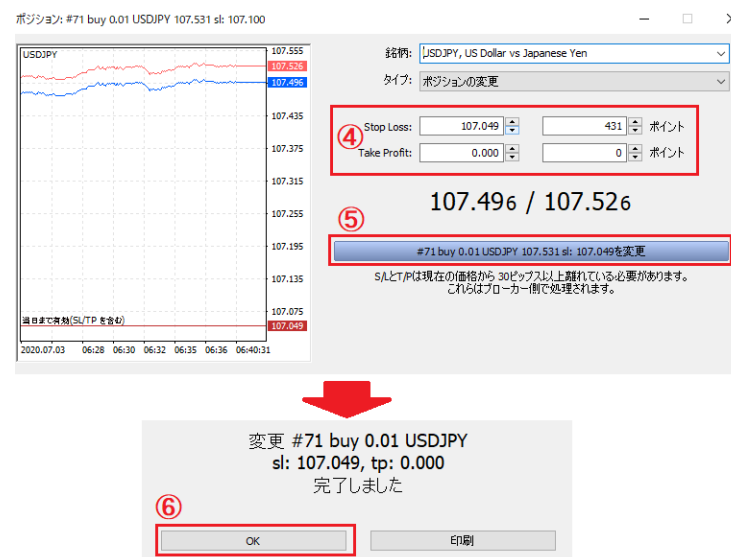 ポジション: #71 buy 0.01 USDJPY 107.531 sl: 107.100
USDJPY
107.555
107.526
107.496
107.435
107.375
107.315
107.255
107.195
107.135
107.075
107.049
当日まで有効(SL/TP を含む)
2020.07.03 06:28 06:30 06:32 06:35 06:36 06:40:31
銘柄: USDJPY, US Dollar vs Japanese Yen
タイプ: ポジションの変更
④
Stop Loss: 107.049 431 ポイント
Take Profit: 0.000 0 ポイント
107.496 / 107.526
⑤
#71 buy 0.01 USDJPY 107.531 sl: 107.049を変更
S/LとT/Pは現在の価格から 30ピップス以上離れている必要があります。
これらはブローカー側で処理されます。
変更 #71 buy 0.01 USDJPY
sl: 107.049, tp: 0.000
完了しました
⑥
OK 印刷